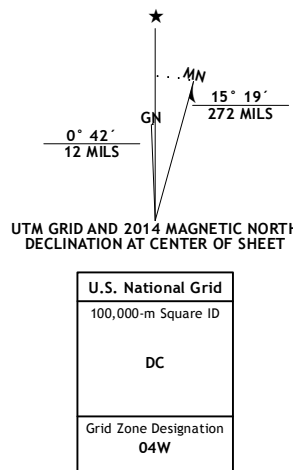 ★
MN
GN
15° 19´
272 MILS
0° 42´
12 MILS
UTM GRID AND 2014 MAGNETIC NORTH
DECLINATION AT CENTER OF SHEET
U.S. National Grid
100,000-m Square ID
DC
Grid Zone Designation
04W